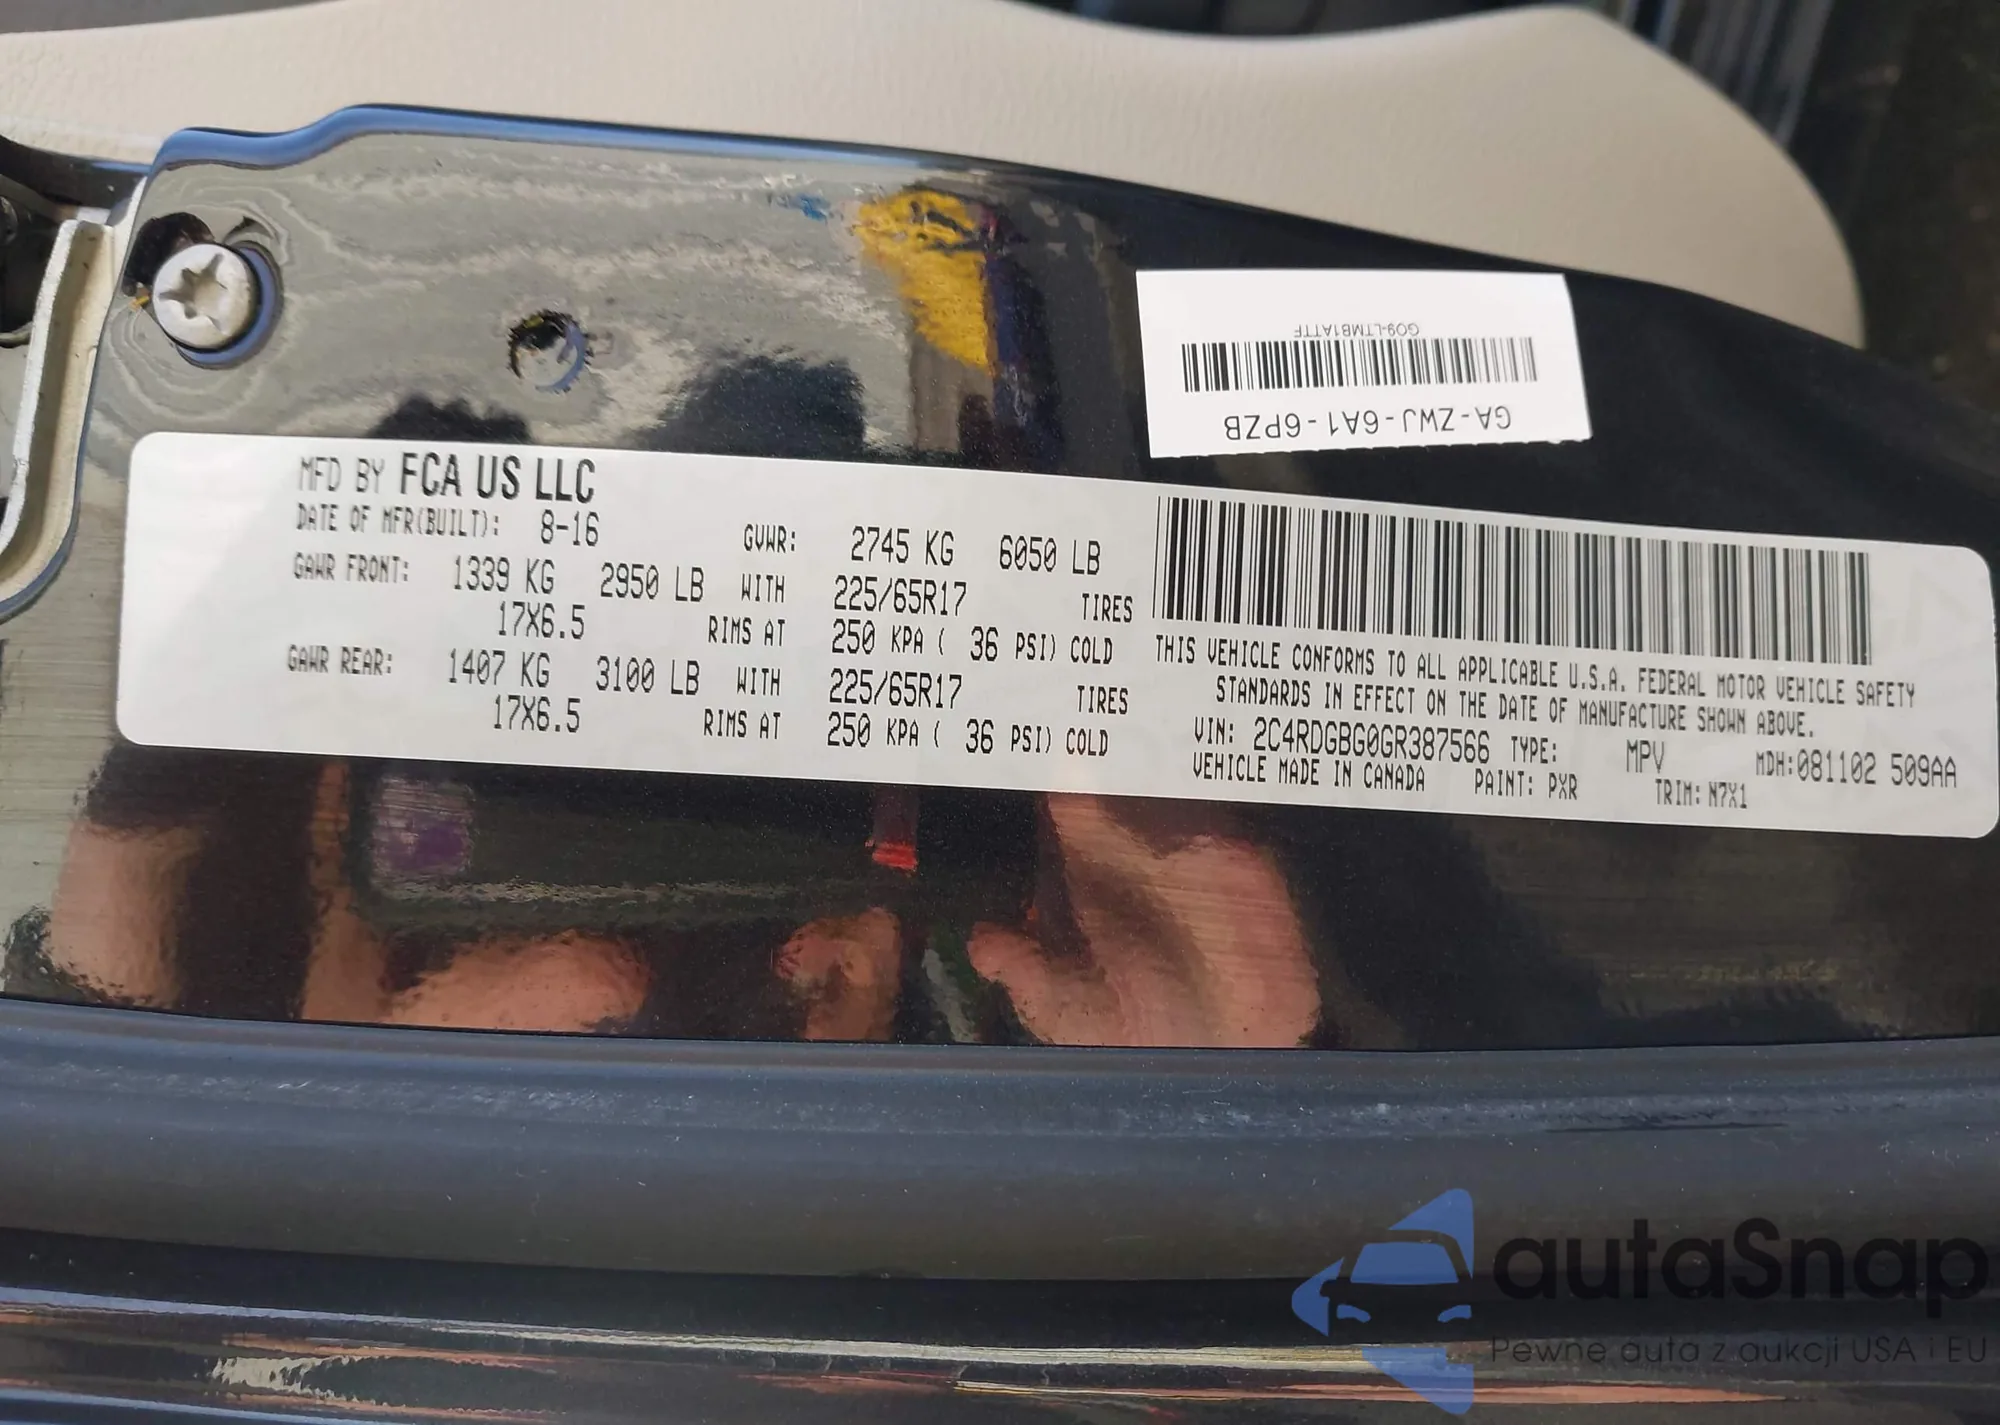 GO9-LTMB1ATTF
GA-ZWJ-6A1-6PZB
MFD BY FCA US LLC
DATE OF MFR(BUILT): 8-16 GVWR: 2745 KG 6050 LB
GAWR FRONT: 1339 KG 2950 LB WITH 225/65R17 TIRES
17X6.5 RIMS AT 250 KPA ( 36 PSI) COLD
GAWR REAR: 1407 KG 3100 LB WITH 225/65R17 TIRES
17X6.5 RIMS AT 250 KPA ( 36 PSI) COLD
THIS VEHICLE CONFORMS TO ALL APPLICABLE U.S.A. FEDERAL MOTOR VEHICLE SAFETY
STANDARDS IN EFFECT ON THE DATE OF MANUFACTURE SHOWN ABOVE.
VIN: 2C4RDGBG0GR387566 TYPE: MPV MDH:081102 509AA
VEHICLE MADE IN CANADA PAINT: PXR TRIM: N7X1
autaSnap
Pewne auta z aukcji USA i EU